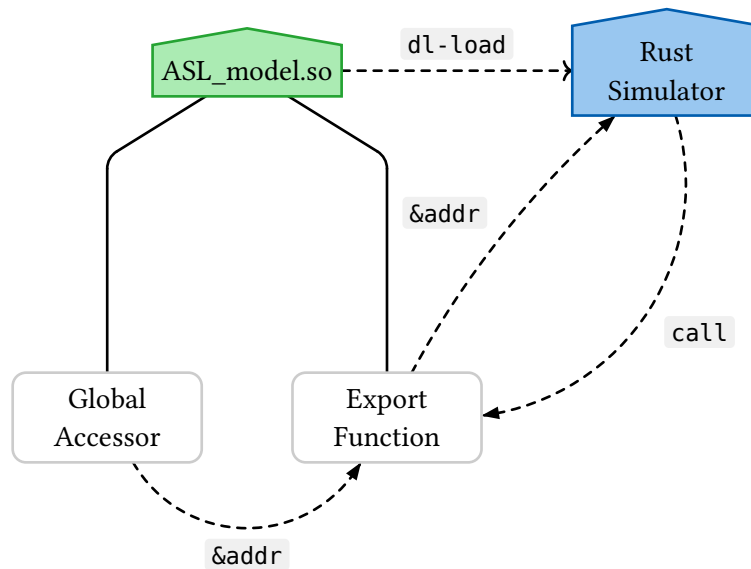 ASL_model.so
dl-load
Rust
Simulator
&addr
call
Global
Accessor
Export
Function
&addr